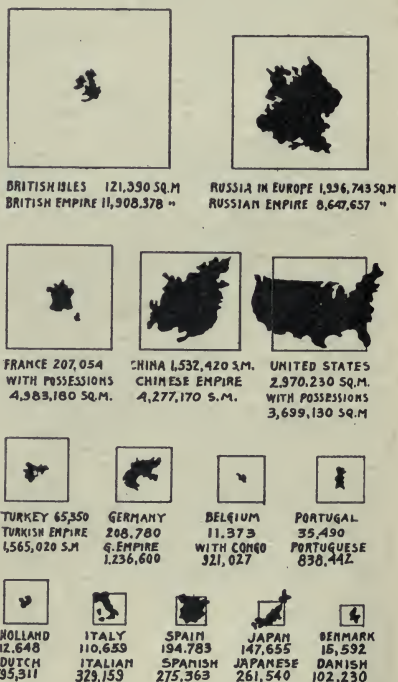 BRITISH ISLES 121,390 SQ.M
BRITISH EMPIRE 11,908,378 "
RUSSIA IN EUROPE 1,996,743 SQ.M
RUSSIAN EMPIRE 8,647,657 "
FRANCE 207,054
WITH POSSESSIONS
4,983,180 SQ.M.
CHINA 1,532,420 S.M.
CHINESE EMPIRE
4,277,170 S.M.
UNITED STATES
2,970,230 SQ.M.
WITH POSSESSIONS
3,699,130 SQ.M
TURKEY 65,350
TURKISH EMPIRE
1,565,020 S.M
GERMANY
208.780
G.EMPIRE
1,236,600
BELGIUM
11.373
WITH CONGO
921,027
PORTUGAL
35,490
PORTUGUESE
838,442
HOLLAND
12.648
DUTCH
795,311
ITALY
110,659
ITALIAN
329,159
SPAIN
194.783
SPANISH
275,363
JAPAN
147,655
JAPANESE
261,540
DENMARK
15,592
DANISH
102,230